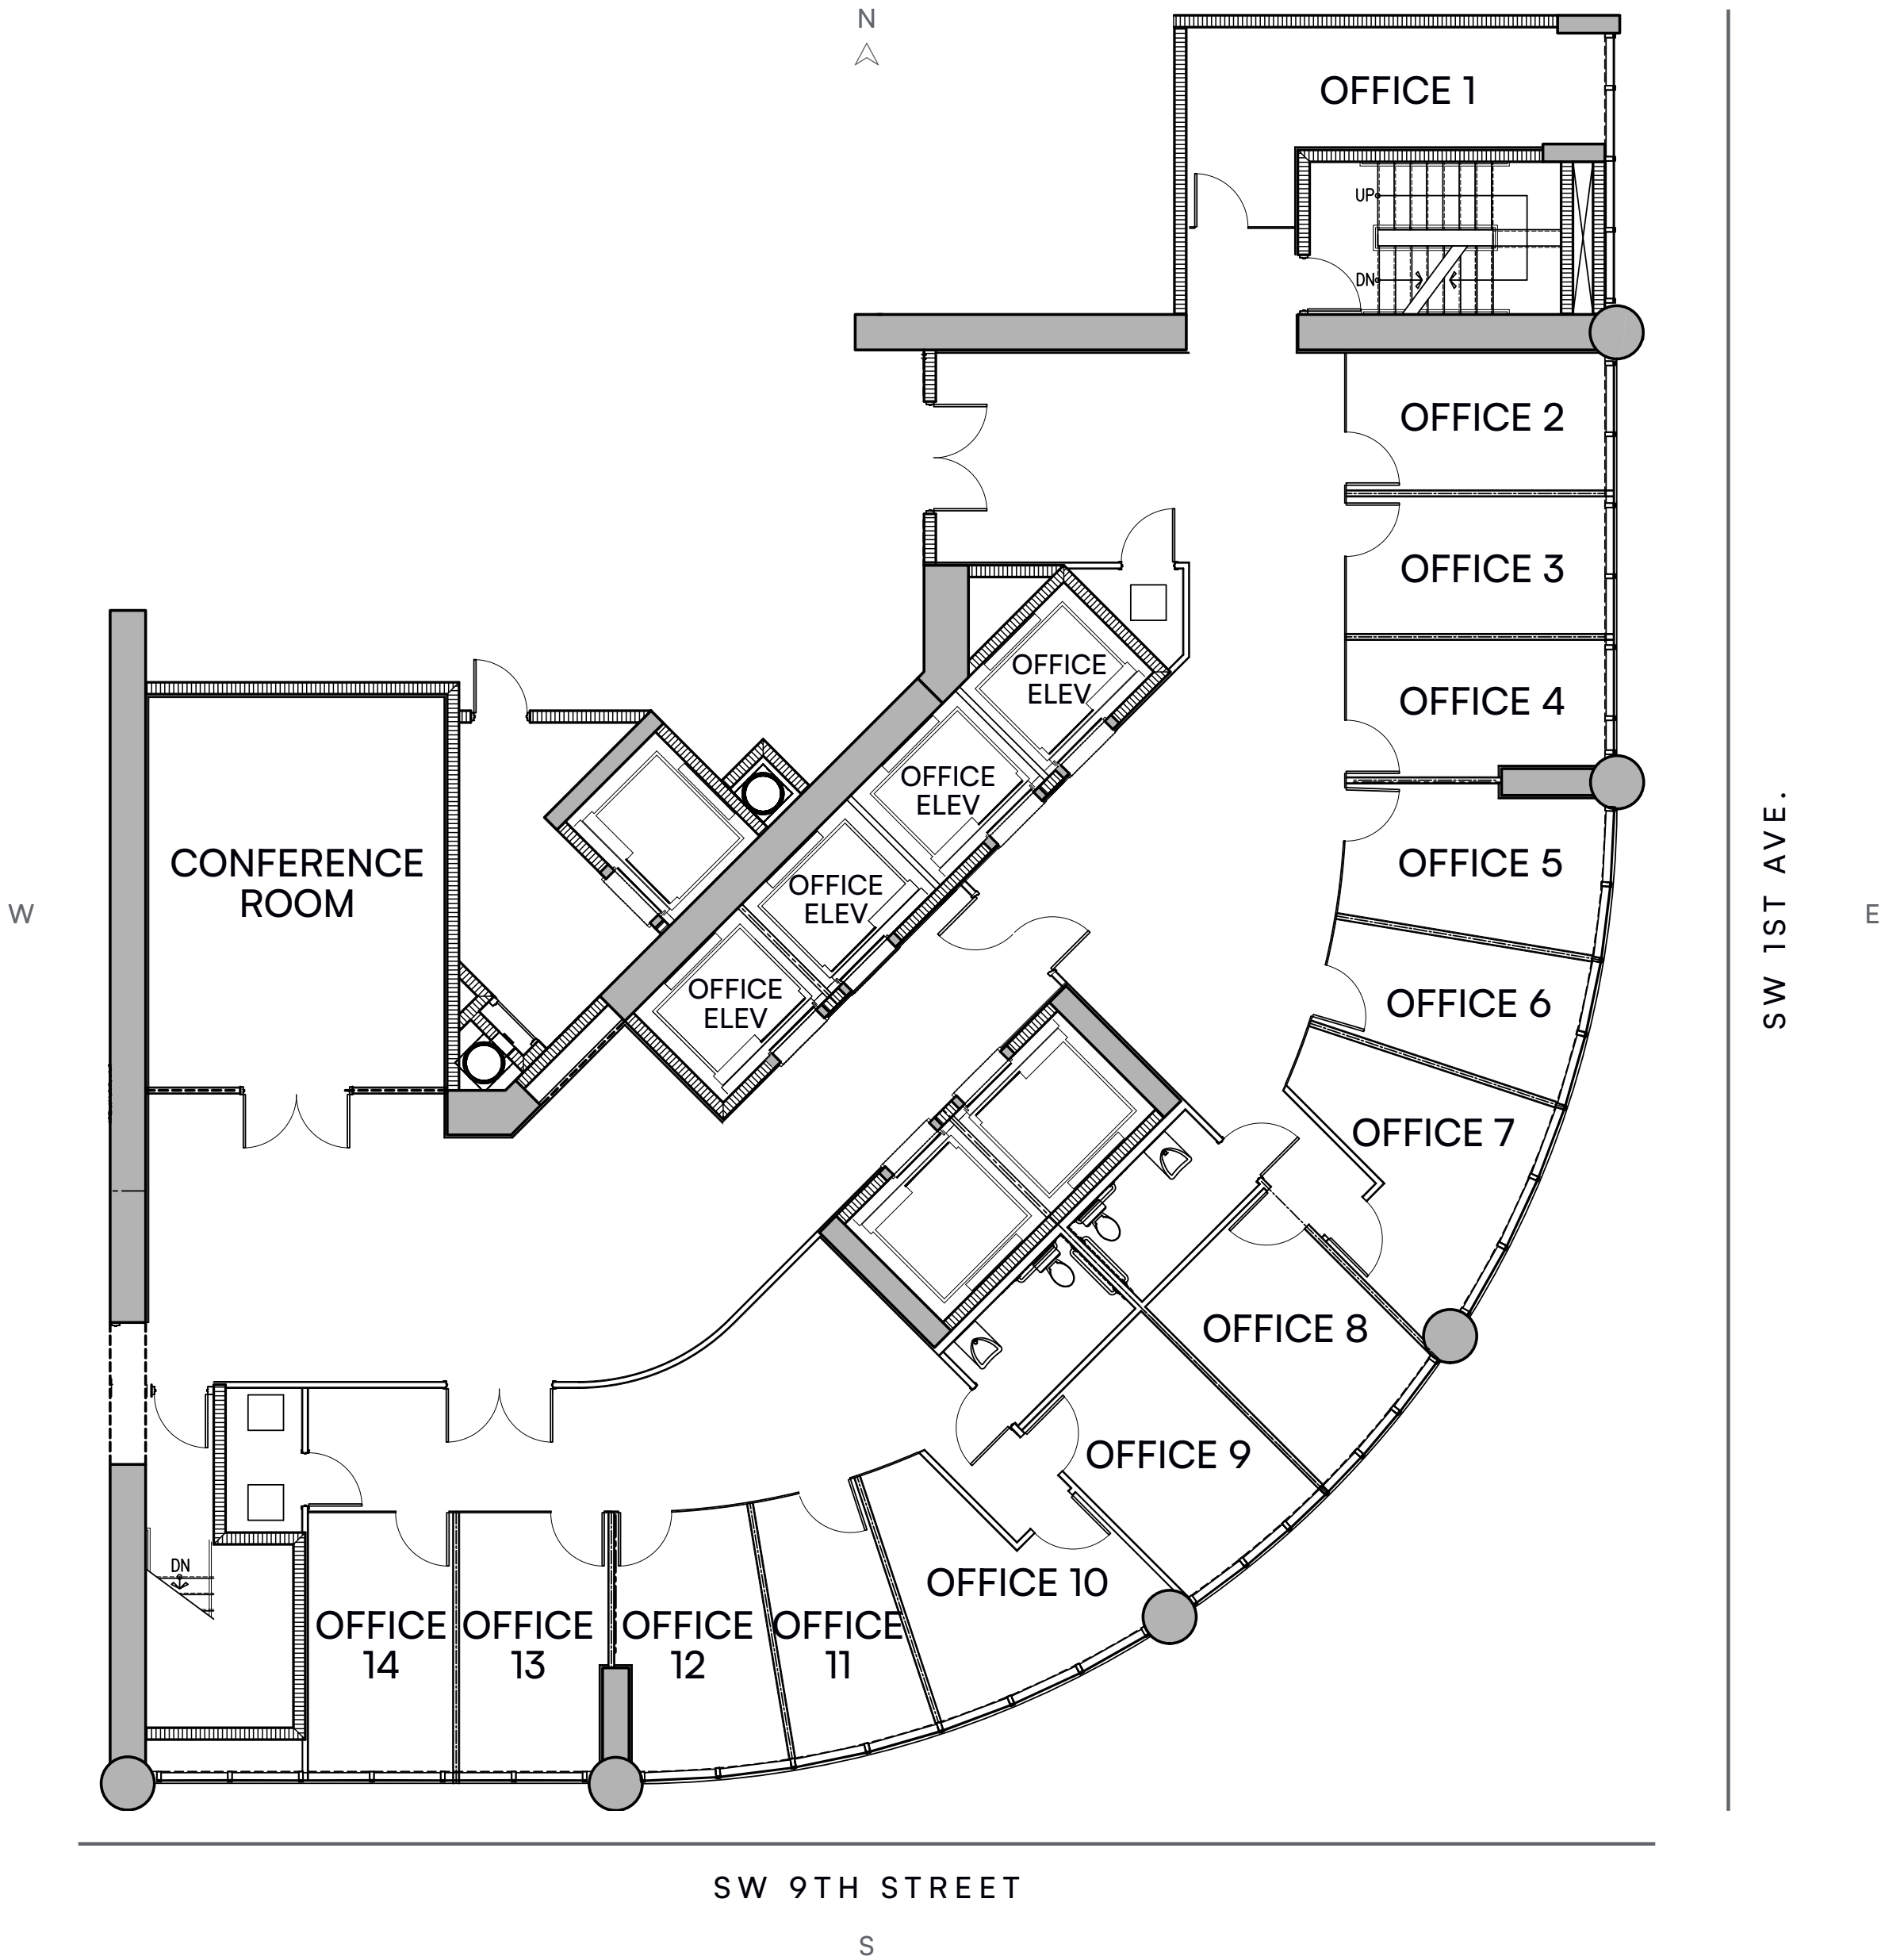 N
OFFICE 1
UP
DN
OFFICE 2
OFFICE 3
OFFICE 4
OFFICE
ELEV
OFFICE
ELEV
OFFICE
ELEV
OFFICE
ELEV
CONFERENCE
ROOM
W
E
SW 1ST AVE.
OFFICE 5
OFFICE 6
OFFICE 7
OFFICE 8
OFFICE 9
OFFICE 10
DN
OFFICE
14
OFFICE
13
OFFICE
12
OFFICE
11
SW 9TH STREET
S